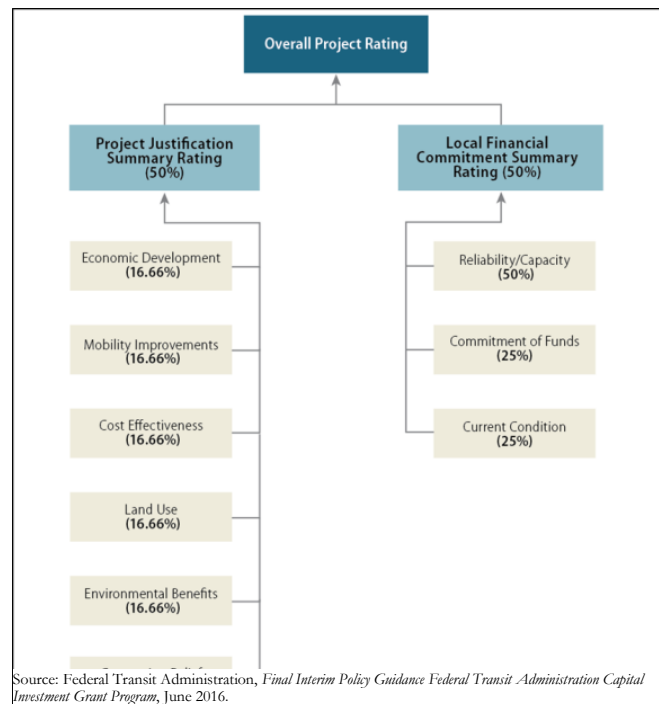 Overall Project Rating
Project Justification
Summary Rating
(50%)
Local Financial
Commitment Summary
Rating (50%)
Economic Development
(16.66%)
Mobility Improvements
(16.66%)
Cost Effectiveness
(16.66%)
Land Use
(16.66%)
Environmental Benefits
(16.66%)
Reliability/Capacity
(50%)
Commitment of Funds
(25%)
Current Condition
(25%)
Source: Federal Transit Administration, Final Interim Policy Guidance Federal Transit Administration Capital
Investment Grant Program, June 2016.